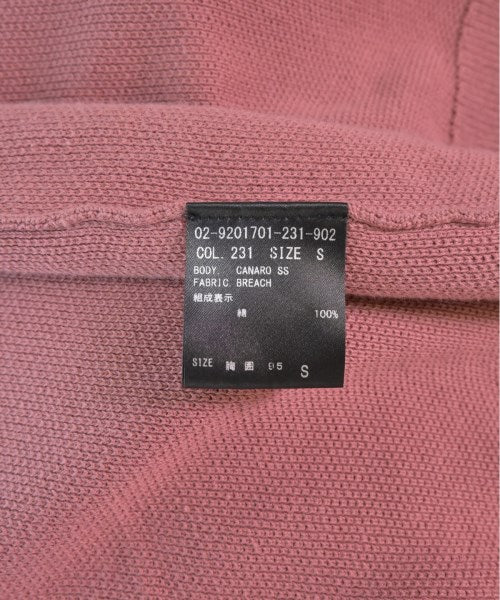 02-9201701-231-902
COL. 231 SIZE S
BODY. CANARO SS
FABRIC BREACH
組成表示
綿 100%
SIZE 胸囲 95 S